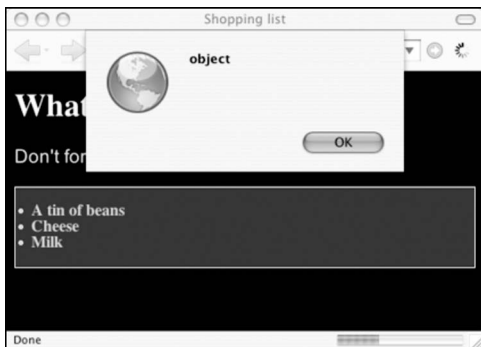 Shopping list
object
OK
What
Don't for
• A tin of beans
• Cheese
• Milk
Done